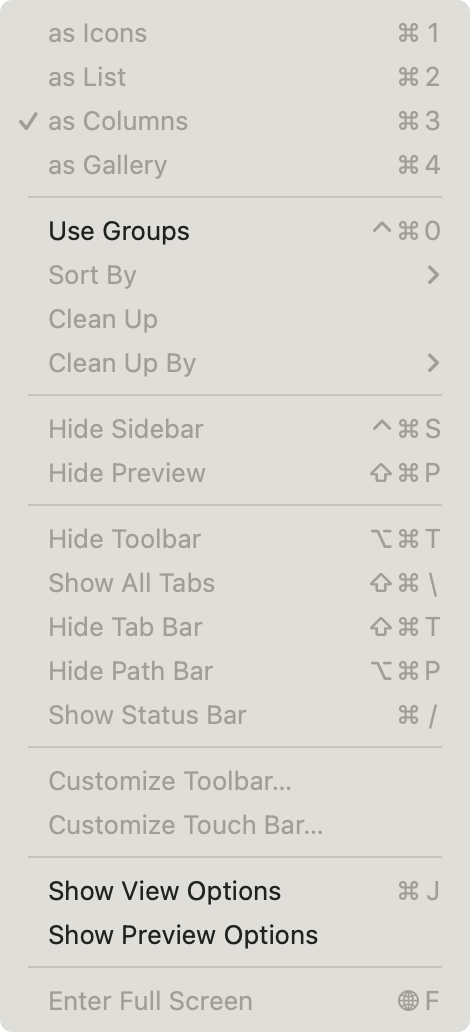 as Icons ⌘ 1
as List ⌘ 2
✓ as Columns ⌘ 3
as Gallery ⌘ 4
Use Groups ^ ⌘ 0
Sort By >
Clean Up
Clean Up By >
Hide Sidebar ^ ⌘ S
Hide Preview ⇧ ⌘ P
Hide Toolbar ⌥ ⌘ T
Show All Tabs ⇧ ⌘ \
Hide Tab Bar ⇧ ⌘ T
Hide Path Bar ⌥ ⌘ P
Show Status Bar ⌘ /
Customize Toolbar...
Customize Touch Bar...
Show View Options ⌘ J
Show Preview Options
Enter Full Screen 🌐 F